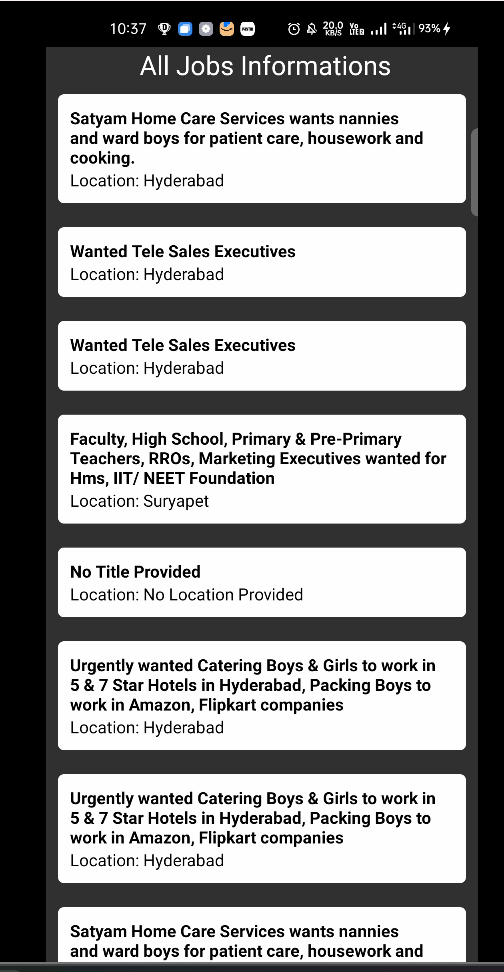 10:37 20.0 KB/S Vo LTE2 4G 93%
All Jobs Informations
Satyam Home Care Services wants nannies
and ward boys for patient care, housework and
cooking.
Location: Hyderabad
Wanted Tele Sales Executives
Location: Hyderabad
Wanted Tele Sales Executives
Location: Hyderabad
Faculty, High School, Primary & Pre-Primary
Teachers, RROs, Marketing Executives wanted for
Hms, IIT/ NEET Foundation
Location: Suryapet
No Title Provided
Location: No Location Provided
Urgently wanted Catering Boys & Girls to work in
5 & 7 Star Hotels in Hyderabad, Packing Boys to
work in Amazon, Flipkart companies
Location: Hyderabad
Urgently wanted Catering Boys & Girls to work in
5 & 7 Star Hotels in Hyderabad, Packing Boys to
work in Amazon, Flipkart companies
Location: Hyderabad
Satyam Home Care Services wants nannies
and ward boys for patient care, housework and